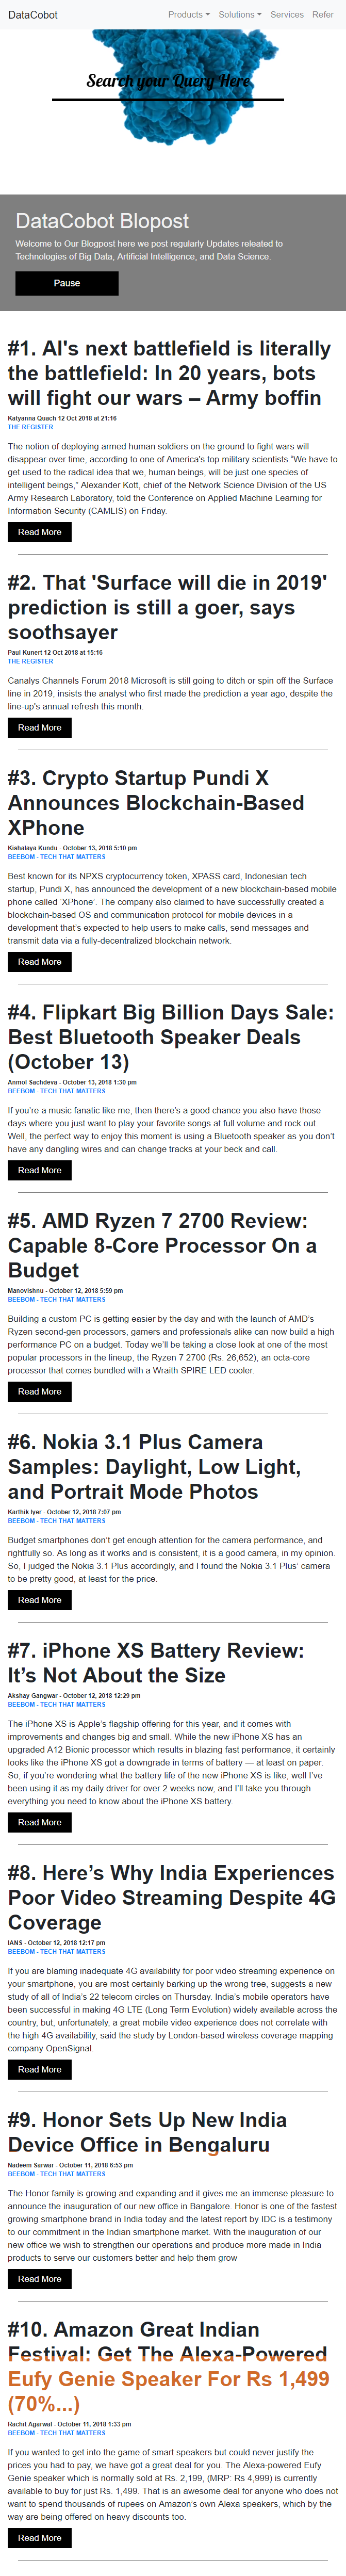 DataCobot Products Solutions Services Refer
Search your Query Here
DataCobot Blopost
Welcome to Our Blogpost here we post regularly Updates releated to
Technologies of Big Data, Artificial Intelligence, and Data Science.
Pause
#1. AI's next battlefield is literally
the battlefield: In 20 years, bots
will fight our wars – Army boffin
Katyanna Quach 12 Oct 2018 at 21:16
THE REGISTER
The notion of deploying armed human soldiers on the ground to fight wars will
disappear over time, according to one of America's top military scientists."We have to
get used to the radical idea that we, human beings, will be just one species of
intelligent beings,” Alexander Kott, chief of the Network Science Division of the US
Army Research Laboratory, told the Conference on Applied Machine Learning for
Information Security (CAMLIS) on Friday.
Read More
#2. That 'Surface will die in 2019'
prediction is still a goer, says
soothsayer
Paul Kunert 12 Oct 2018 at 15:16
THE REGISTER
Canalys Channels Forum 2018 Microsoft is still going to ditch or spin off the Surface
line in 2019, insists the analyst who first made the prediction a year ago, despite the
line-up's annual refresh this month.
Read More
#3. Crypto Startup Pundi X
Announces Blockchain-Based
XPhone
Kishalaya Kundu - October 13, 2018 5:10 pm
BEEBOM - TECH THAT MATTERS
Best known for its NPXS cryptocurrency token, XPASS card, Indonesian tech
startup, Pundi X, has announced the development of a new blockchain-based mobile
phone called ‘XPhone’. The company also claimed to have successfully created a
blockchain-based OS and communication protocol for mobile devices in a
development that’s expected to help users to make calls, send messages and
transmit data via a fully-decentralized blockchain network.
Read More
#4. Flipkart Big Billion Days Sale:
Best Bluetooth Speaker Deals
(October 13)
Anmol Sachdeva - October 13, 2018 1:30 pm
BEEBOM - TECH THAT MATTERS
If you’re a music fanatic like me, then there’s a good chance you also have those
days where you just want to play your favorite songs at full volume and rock out.
Well, the perfect way to enjoy this moment is using a Bluetooth speaker as you don’t
have any dangling wires and can change tracks at your beck and call.
Read More
#5. AMD Ryzen 7 2700 Review:
Capable 8-Core Processor On a
Budget
Manovishnu - October 12, 2018 5:59 pm
BEEBOM - TECH THAT MATTERS
Building a custom PC is getting easier by the day and with the launch of AMD’s
Ryzen second-gen processors, gamers and professionals alike can now build a high
performance PC on a budget. Today we’ll be taking a close look at one of the most
popular processors in the lineup, the Ryzen 7 2700 (Rs. 26,652), an octa-core
processor that comes bundled with a Wraith SPIRE LED cooler.
Read More
#6. Nokia 3.1 Plus Camera
Samples: Daylight, Low Light,
and Portrait Mode Photos
Karthik Iyer - October 12, 2018 7:07 pm
BEEBOM - TECH THAT MATTERS
Budget smartphones don’t get enough attention for the camera performance, and
rightfully so. As long as it works and is consistent, it is a good camera, in my opinion.
So, I judged the Nokia 3.1 Plus accordingly, and I found the Nokia 3.1 Plus’ camera
to be pretty good, at least for the price.
Read More
#7. iPhone XS Battery Review:
It’s Not About the Size
Akshay Gangwar - October 12, 2018 12:29 pm
BEEBOM - TECH THAT MATTERS
The iPhone XS is Apple’s flagship offering for this year, and it comes with
improvements and changes big and small. While the new iPhone XS has an
upgraded A12 Bionic processor which results in blazing fast performance, it certainly
looks like the iPhone XS got a downgrade in terms of battery — at least on paper.
So, if you’re wondering what the battery life of the new iPhone XS is like, well I’ve
been using it as my daily driver for over 2 weeks now, and I’ll take you through
everything you need to know about the iPhone XS battery.
Read More
#8. Here’s Why India Experiences
Poor Video Streaming Despite 4G
Coverage
IANS - October 12, 2018 12:17 pm
BEEBOM - TECH THAT MATTERS
If you are blaming inadequate 4G availability for poor video streaming experience on
your smartphone, you are most certainly barking up the wrong tree, suggests a new
study of all of India’s 22 telecom circles on Thursday. India’s mobile operators have
been successful in making 4G LTE (Long Term Evolution) widely available across the
country, but, unfortunately, a great mobile video experience does not correlate with
the high 4G availability, said the study by London-based wireless coverage mapping
company OpenSignal.
Read More
#9. Honor Sets Up New India
Device Office in Bengaluru
Nadeem Sarwar - October 11, 2018 6:53 pm
BEEBOM - TECH THAT MATTERS
The Honor family is growing and expanding and it gives me an immense pleasure to
announce the inauguration of our new office in Bangalore. Honor is one of the fastest
growing smartphone brand in India today and the latest report by IDC is a testimony
to our commitment in the Indian smartphone market. With the inauguration of our
new office we wish to strengthen our operations and produce more made in India
products to serve our customers better and help them grow
Read More
#10. Amazon Great Indian
Festival: Get The Alexa-Powered
Eufy Genie Speaker For Rs 1,499
(70%...)
Rachit Agarwal - October 11, 2018 1:33 pm
BEEBOM - TECH THAT MATTERS
If you wanted to get into the game of smart speakers but could never justify the
prices you had to pay, we have got a great deal for you. The Alexa-powered Eufy
Genie speaker which is normally sold at Rs. 2,199, (MRP: Rs 4,999) is currently
available to buy for just Rs. 1,499. That is an awesome deal for anyone who does not
want to spend thousands of rupees on Amazon’s own Alexa speakers, which by the
way are being offered on heavy discounts too.
Read More